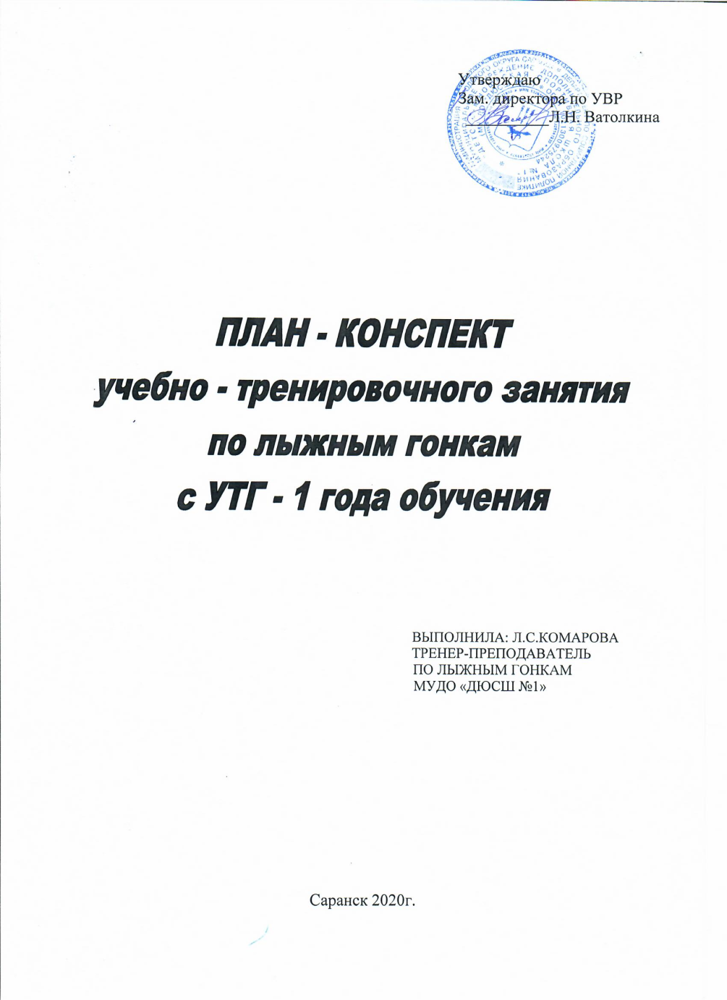 Утверждаю
Зам. директора по УВР
Л.Н. Ватолкина
ПЛАН - КОНСПЕКТ
учебно - тренировочного занятия
по лыжным гонкам
с УТГ - 1 года обучения
ВЫПОЛНИЛА: Л.С.КОМАРОВА
ТРЕНЕР-ПРЕПОДАВАТЕЛЬ
ПО ЛЫЖНЫМ ГОНКАМ
МУДО «ДЮСШ №1»
Саранск 2020г.